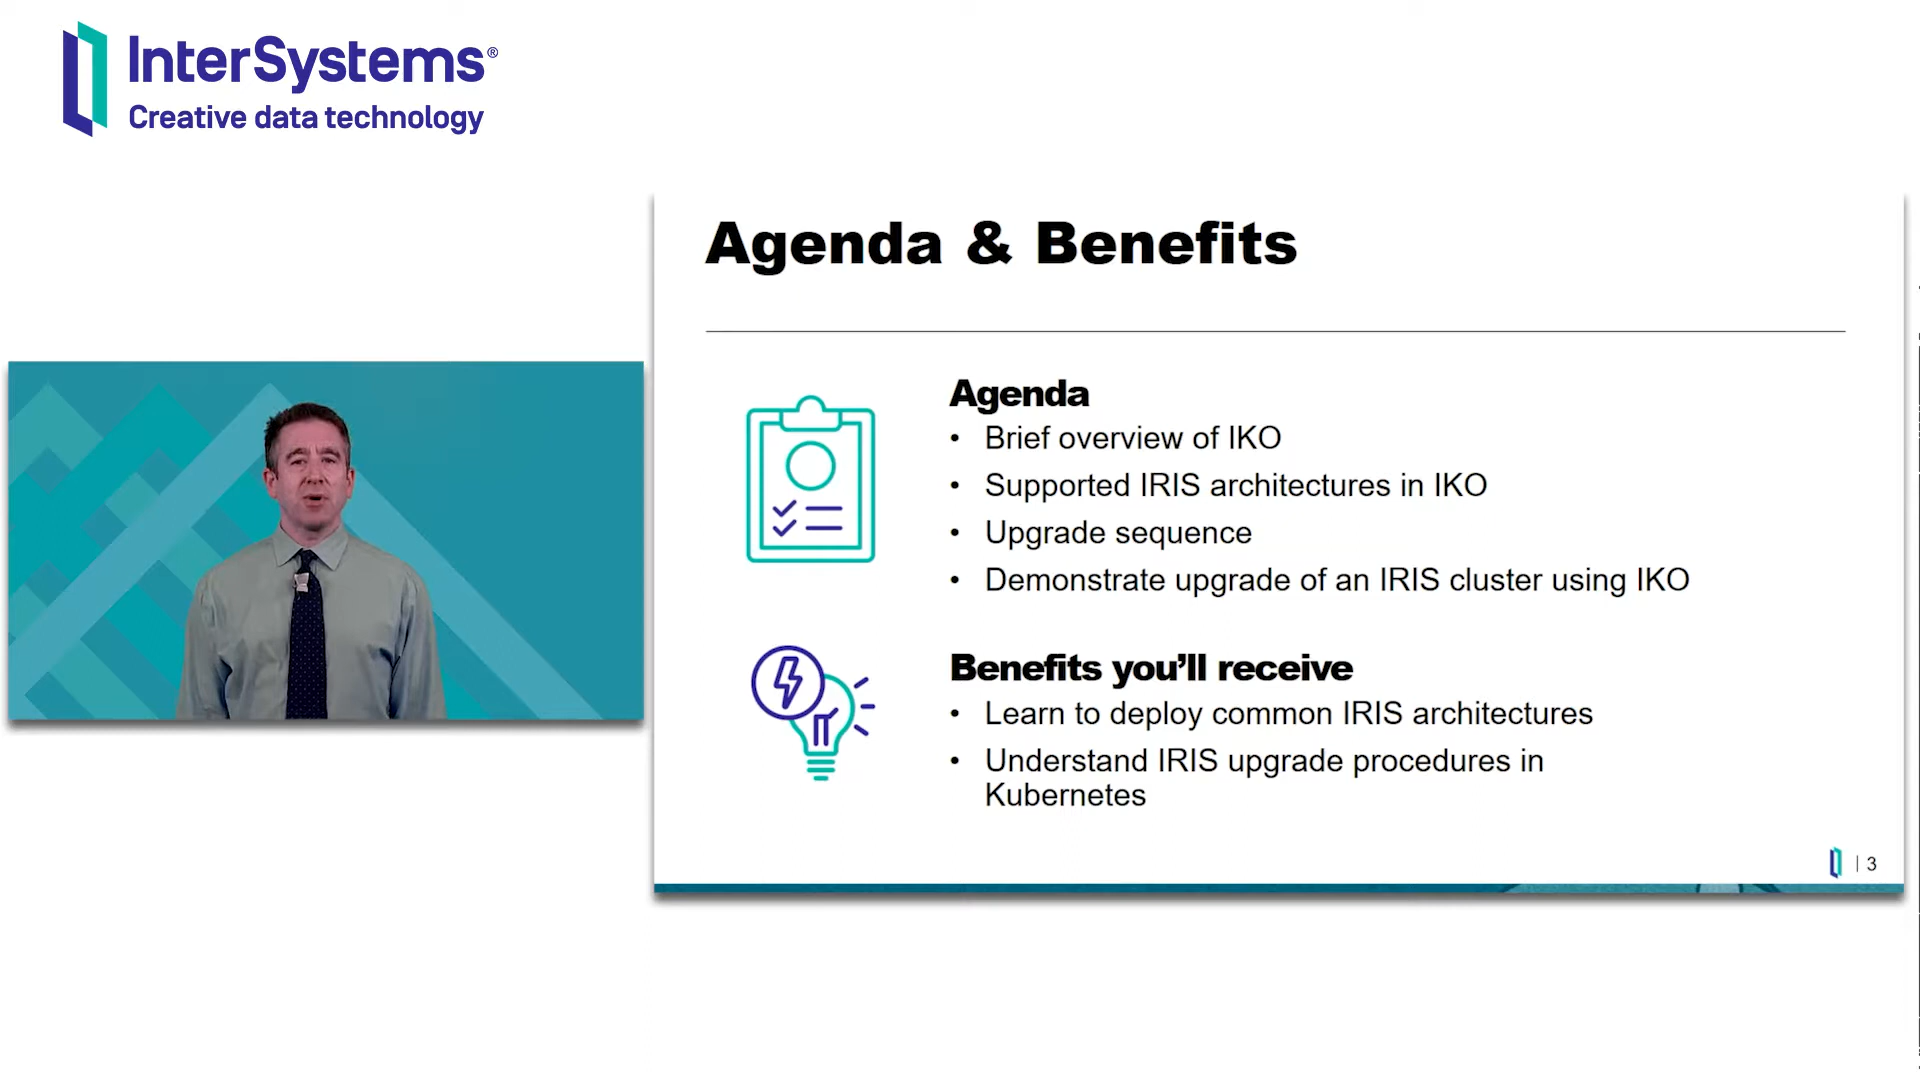 InterSystems®
Creative data technology
Agenda & Benefits
Agenda
• Brief overview of IKO
• Supported IRIS architectures in IKO
• Upgrade sequence
• Demonstrate upgrade of an IRIS cluster using IKO
Benefits you'll receive
• Learn to deploy common IRIS architectures
• Understand IRIS upgrade procedures in
Kubernetes
| 3